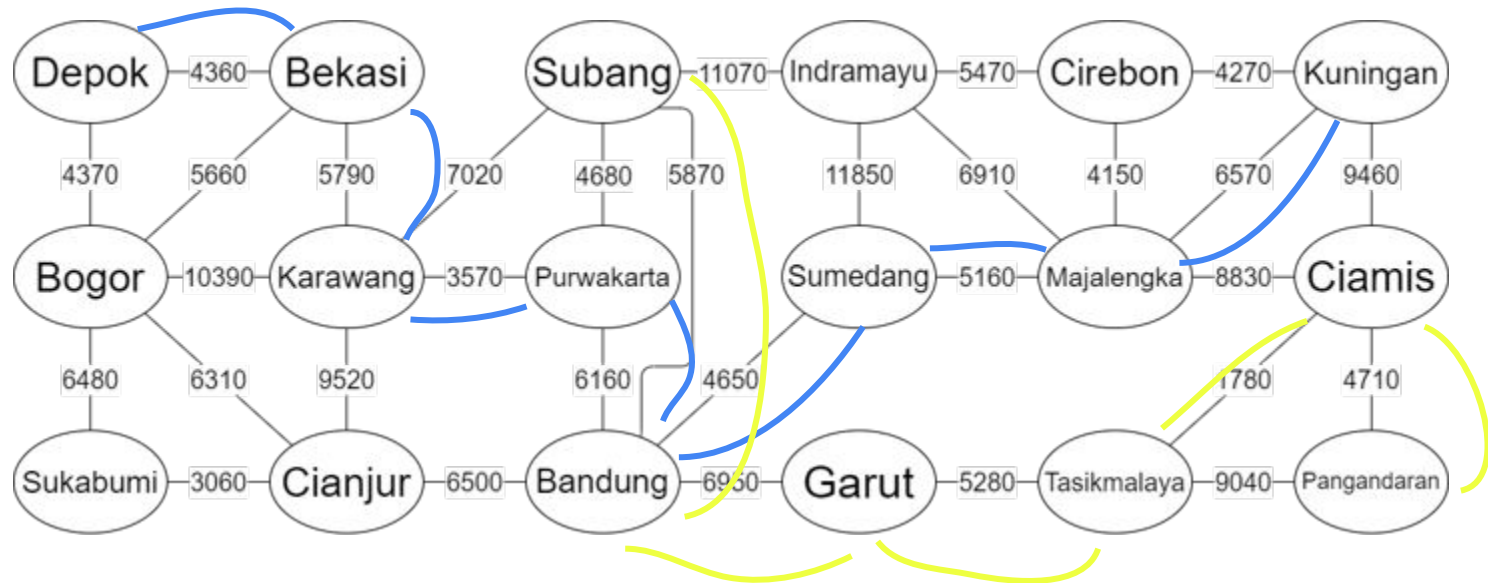 Depok 4360 Bekasi Subang 11070 Indramayu 5470 Cirebon 4270 Kuningan
4370 5660 5790 7020 4680 5870 11850 6910 4150 6570 9460
Bogor 10390 Karawang 3570 Purwakarta Sumedang 5160 Majalengka 8830 Ciamis
6480 6310 9520 6160 4650 1780 4710
Sukabumi 3060 Cianjur 6500 Bandung Garut 5280 Tasikmalaya 9040 Pangandaran